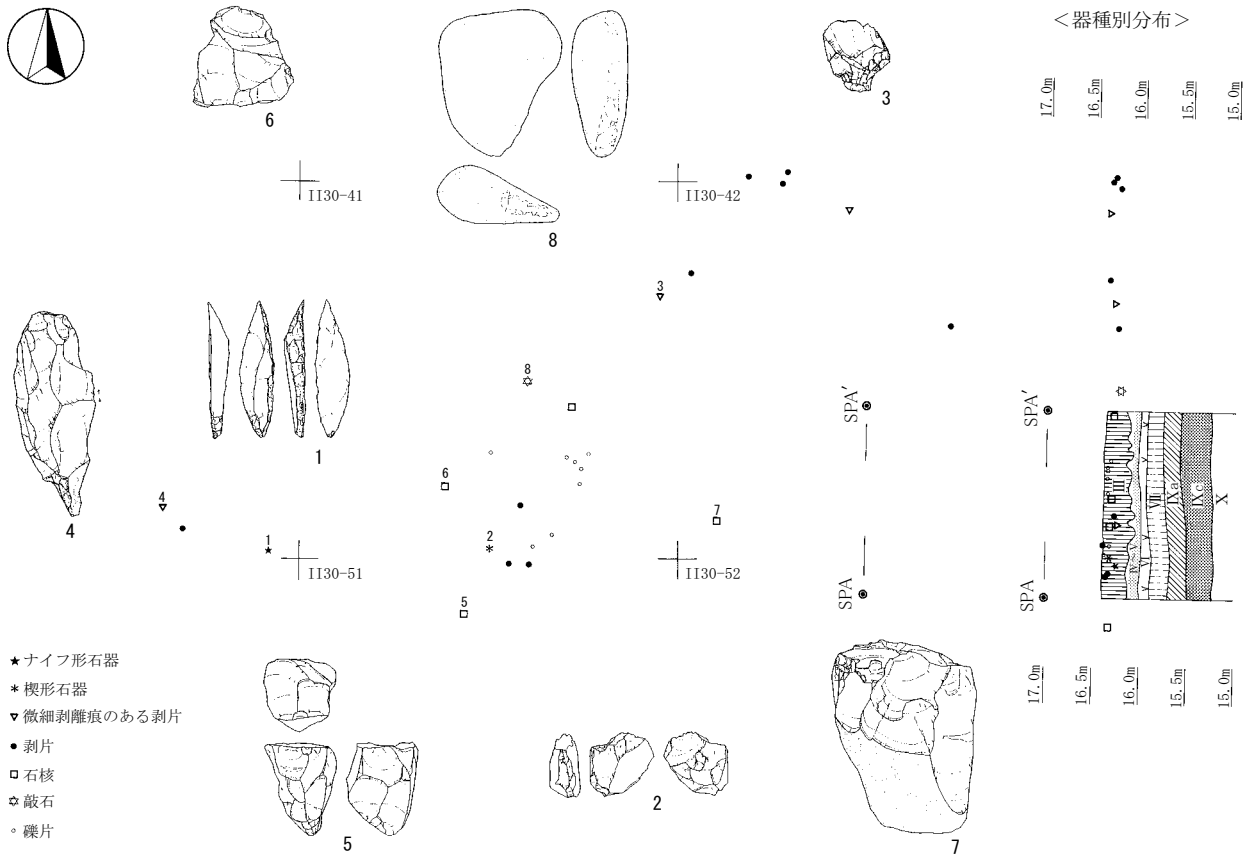 <器種別分布>
17.0m
16.5m
16.0m
15.5m
15.0m
6
8
3
II30-41
II30-42
3
4
1
8
SPA′
SPA′
6
4
1
2
7
II30-51
II30-52
5
SPA
SPA
III
IV~V
VI
VII
IXa
IXc
X
17.0m
16.5m
16.0m
15.5m
15.0m
★ナイフ形石器
*楔形石器
▽微細剥離痕のある剥片
●剥片
□石核
✡敲石
○礫片
5
2
7